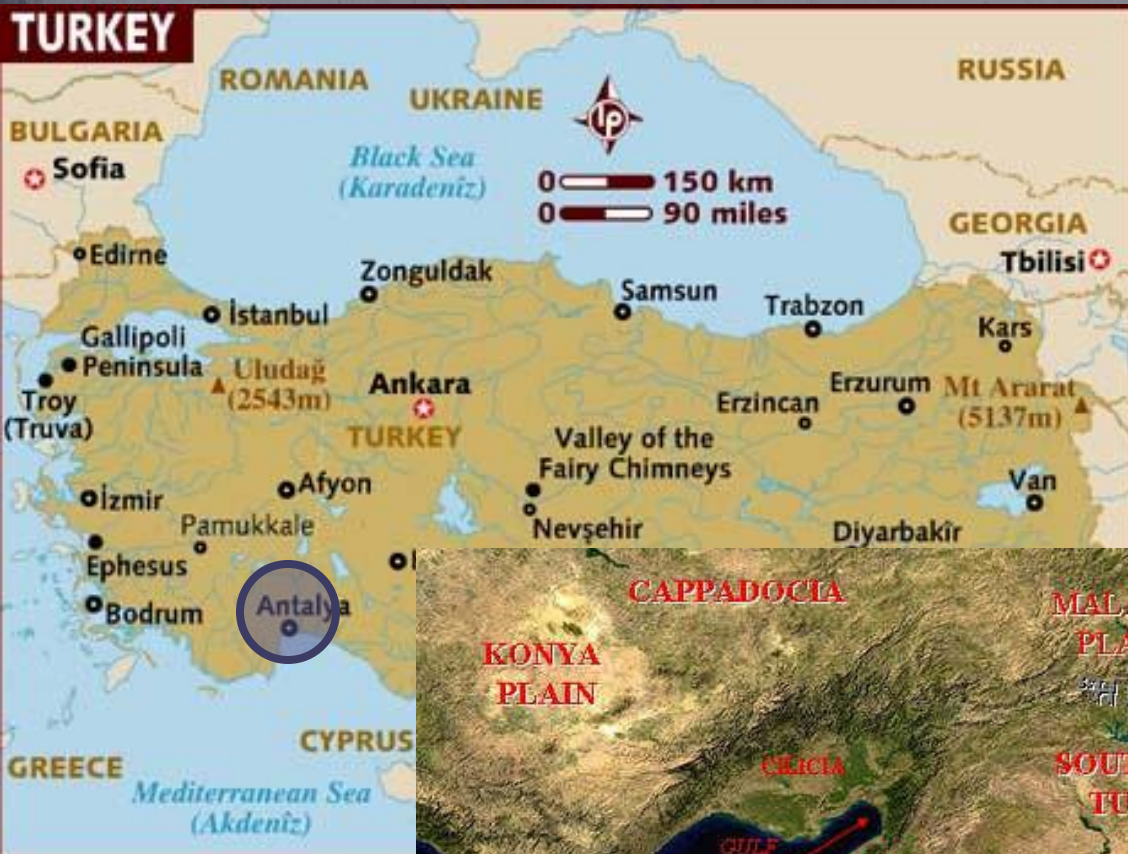 TURKEY
ROMANIA
UKRAINE
RUSSIA
BULGARIA
Sofia
Black Sea
(Karadenîz)
0 150 km
0 90 miles
lp
GEORGIA
Tbilisi
Edirne
Zonguldak
Samsun
Trabzon
İstanbul
Kars
Gallipoli
Peninsula
Uludağ
(2543m)
Ankara
Erzurum
Mt Ararat
(5137m)
Troy
(Truva)
Erzincan
TURKEY
Valley of the
Fairy Chimneys
Afyon
Van
İzmir
Nevşehir
Pamukkale
Diyarbakîr
Ephesus
Bodrum
Antalya
CAPPADOCIA
KONYA
PLAIN
CILICIA
CYPRUS
GREECE
Mediterranean Sea
(Akdenîz)
GULF